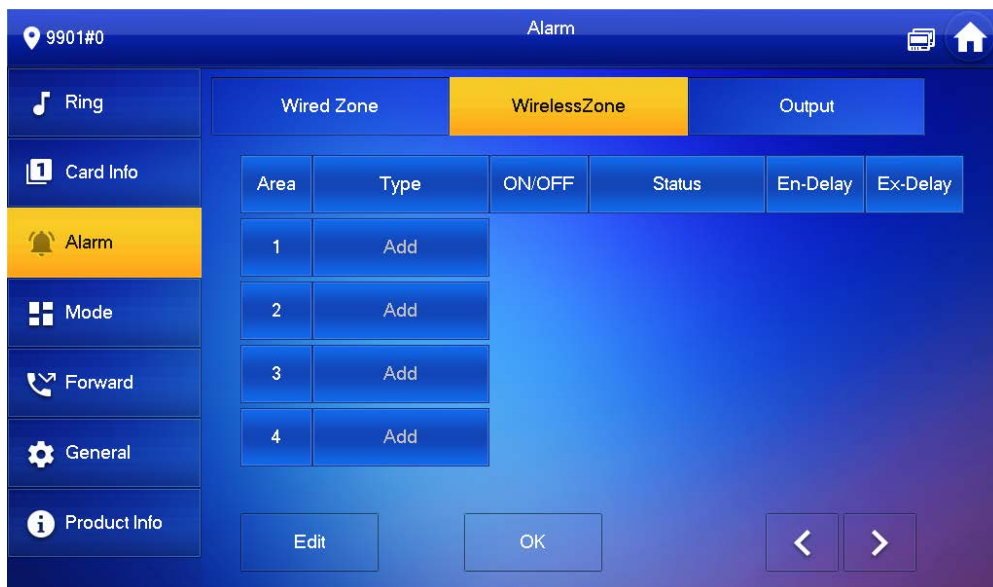 9901#0
Alarm
Ring
Card Info
Alarm
Mode
Forward
General
Product Info
Wired Zone WirelessZone Output
Area Type ON/OFF Status En-Delay Ex-Delay
1 Add
2 Add
3 Add
4 Add
Edit OK